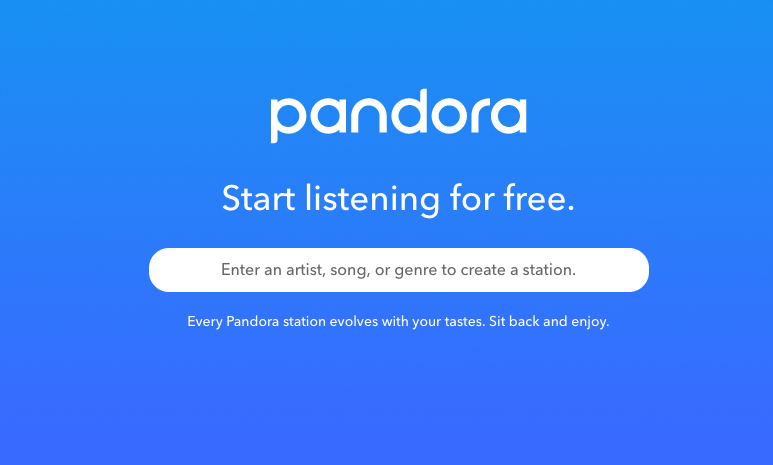 pandora
Start listening for free.
Enter an artist, song, or genre to create a station.
Every Pandora station evolves with your tastes. Sit back and enjoy.